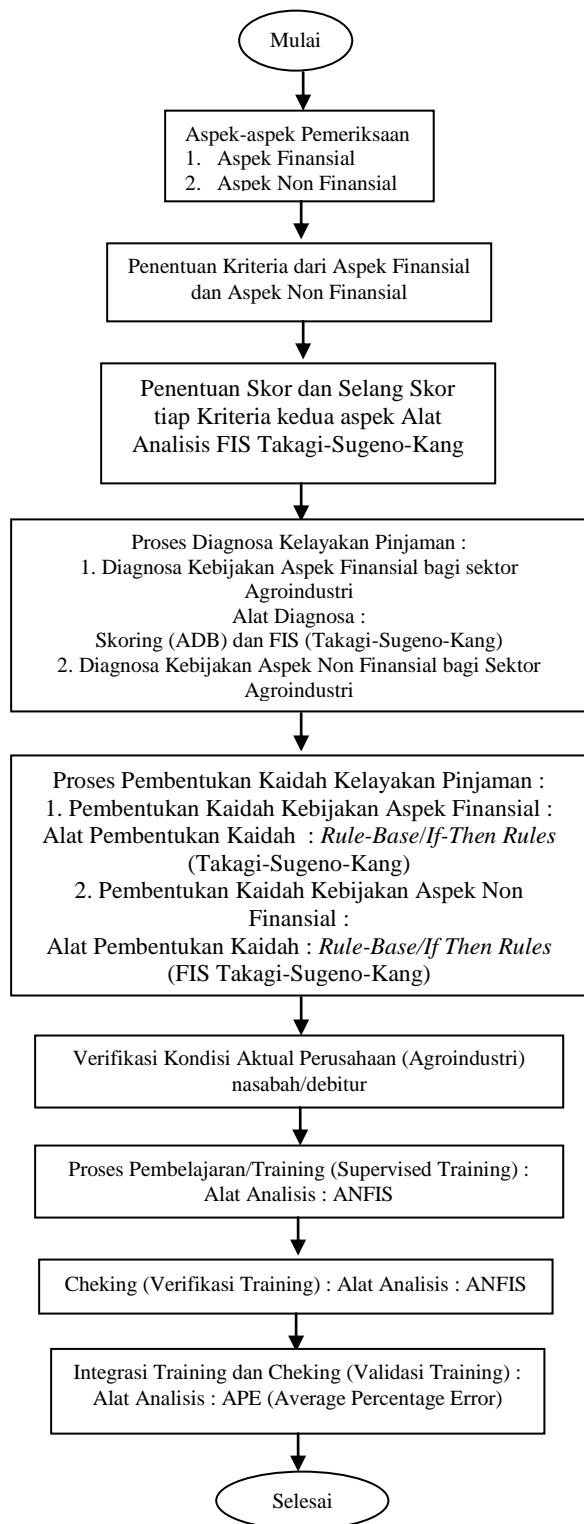 Mulai
Aspek-aspek Pemeriksaan
1. Aspek Finansial
2. Aspek Non Finansial
Penentuan Kriteria dari Aspek Finansial
dan Aspek Non Finansial
Penentuan Skor dan Selang Skor
tiap Kriteria kedua aspek Alat
Analisis FIS Takagi-Sugeno-Kang
Proses Diagnosa Kelayakan Pinjaman :
1. Diagnosa Kebijakan Aspek Finansial bagi sektor
Agroindustri
Alat Diagnosa :
Skoring (ADB) dan FIS (Takagi-Sugeno-Kang)
2. Diagnosa Kebijakan Aspek Non Finansial bagi Sektor
Agroindustri
Proses Pembentukan Kaidah Kelayakan Pinjaman :
1. Pembentukan Kaidah Kebijakan Aspek Finansial :
Alat Pembentukan Kaidah : Rule-Base/If-Then Rules
(Takagi-Sugeno-Kang)
2. Pembentukan Kaidah Kebijakan Aspek Non
Finansial :
Alat Pembentukan Kaidah : Rule-Base/If Then Rules
(FIS Takagi-Sugeno-Kang)
Verifikasi Kondisi Aktual Perusahaan (Agroindustri)
nasabah/debitur
Proses Pembelajaran/Training (Supervised Training) :
Alat Analisis : ANFIS
Cheking (Verifikasi Training) : Alat Analisis : ANFIS
Integrasi Training dan Cheking (Validasi Training) :
Alat Analisis : APE (Average Percentage Error)
Selesai